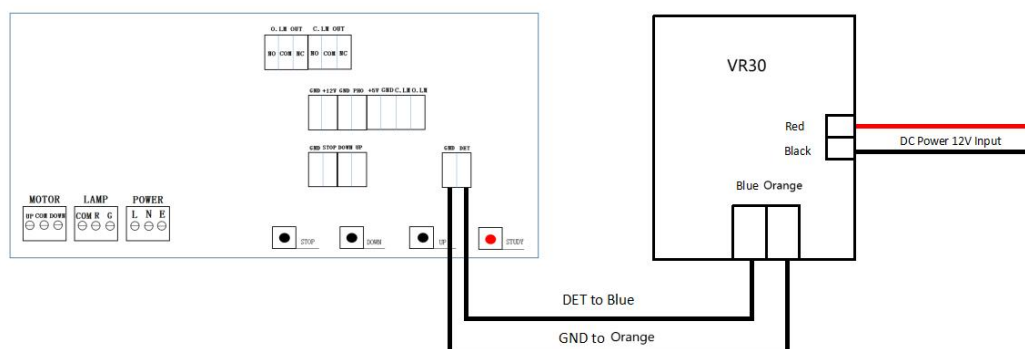 O.LM OUT C.LM OUT
NO COM NC NO COM NC
GND +12V GND PHO +5V GND C.LM O.LM
GND STOP DOWN UP
GND DET
MOTOR LAMP POWER
UP COM DOWN COM R G L N E
STOP DOWN UP STUDY
VR30
Red
Black
DC Power 12V Input
Blue Orange
DET to Blue
GND to Orange